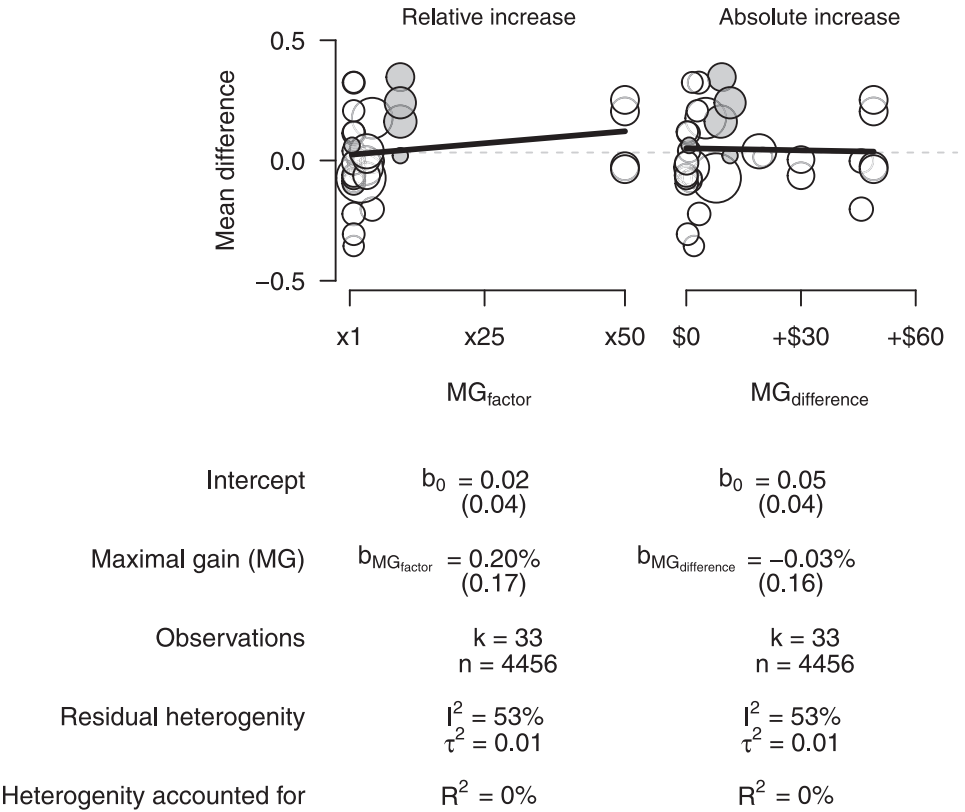 Relative increase Absolute increase
0.5
0.0
−0.5
Mean difference
x1 x25 x50 $0 +$30 +$60
MGfactor MGdifference
Intercept b0 = 0.02 b0 = 0.05
(0.04) (0.04)
Maximal gain (MG) bMGfactor = 0.20% bMGdifference = −0.03%
(0.17) (0.16)
Observations k = 33 k = 33
n = 4456 n = 4456
Residual heterogenity I2 = 53% I2 = 53%
τ2 = 0.01 τ2 = 0.01
Heterogenity accounted for R2 = 0% R2 = 0%